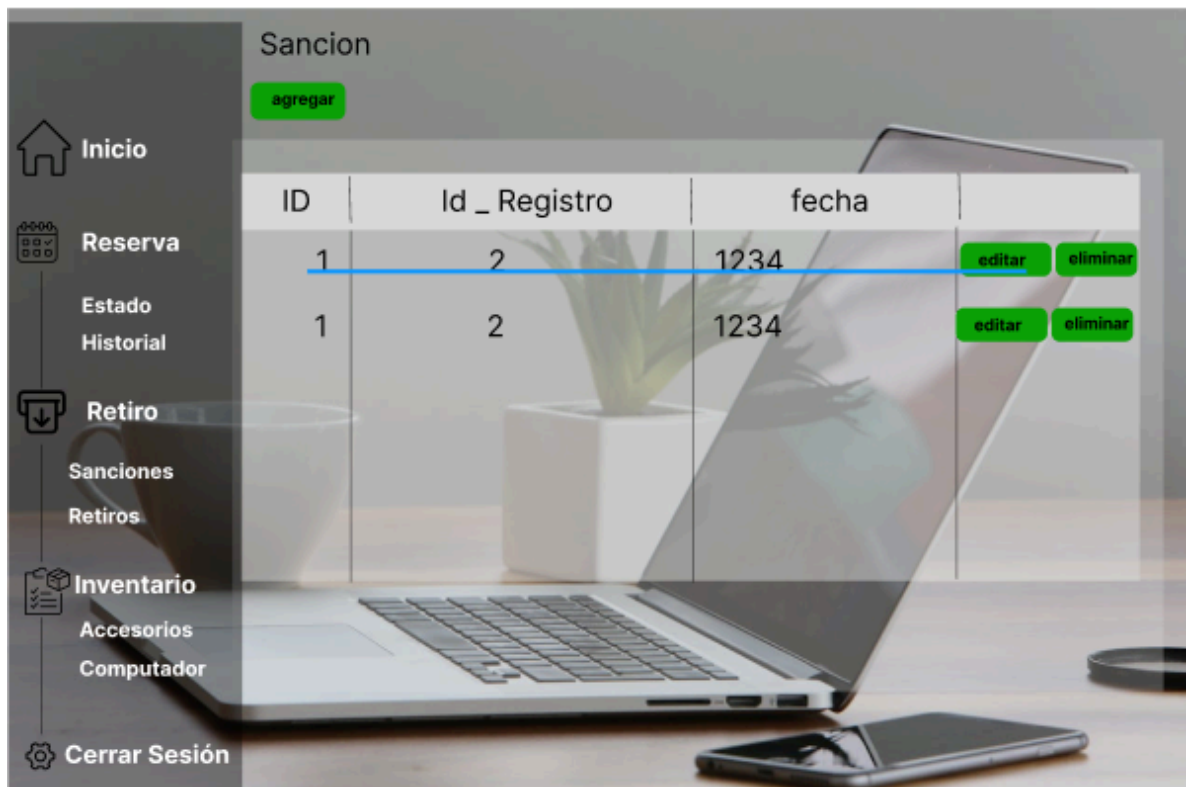 Sancion
agregar
Inicio
Reserva
Estado
Historial
Retiro
Sanciones
Retiros
Inventario
Accesorios
Computador
Cerrar Sesión
ID Id _ Registro fecha
1 2 1234 editar eliminar
1 2 1234 editar eliminar